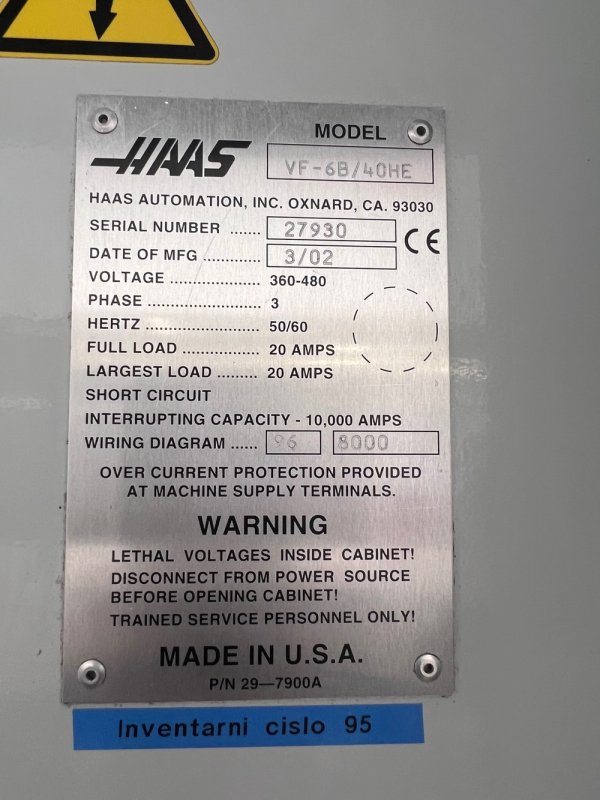 MODEL
HAAS VF-6B/40HE
HAAS AUTOMATION, INC. OXNARD, CA. 93030
SERIAL NUMBER ...... 27930
CE
DATE OF MFG ............ 3/02
VOLTAGE ................... 360-480
PHASE ........................ 3
HERTZ ........................ 50/60
FULL LOAD ................. 20 AMPS
LARGEST LOAD ......... 20 AMPS
SHORT CIRCUIT
INTERRUPTING CAPACITY - 10,000 AMPS
WIRING DIAGRAM ...... 96 8000
OVER CURRENT PROTECTION PROVIDED
AT MACHINE SUPPLY TERMINALS.
WARNING
LETHAL VOLTAGES INSIDE CABINET!
DISCONNECT FROM POWER SOURCE
BEFORE OPENING CABINET!
TRAINED SERVICE PERSONNEL ONLY!
MADE IN U.S.A.
P/N 29—7900A
Inventarni cislo 95